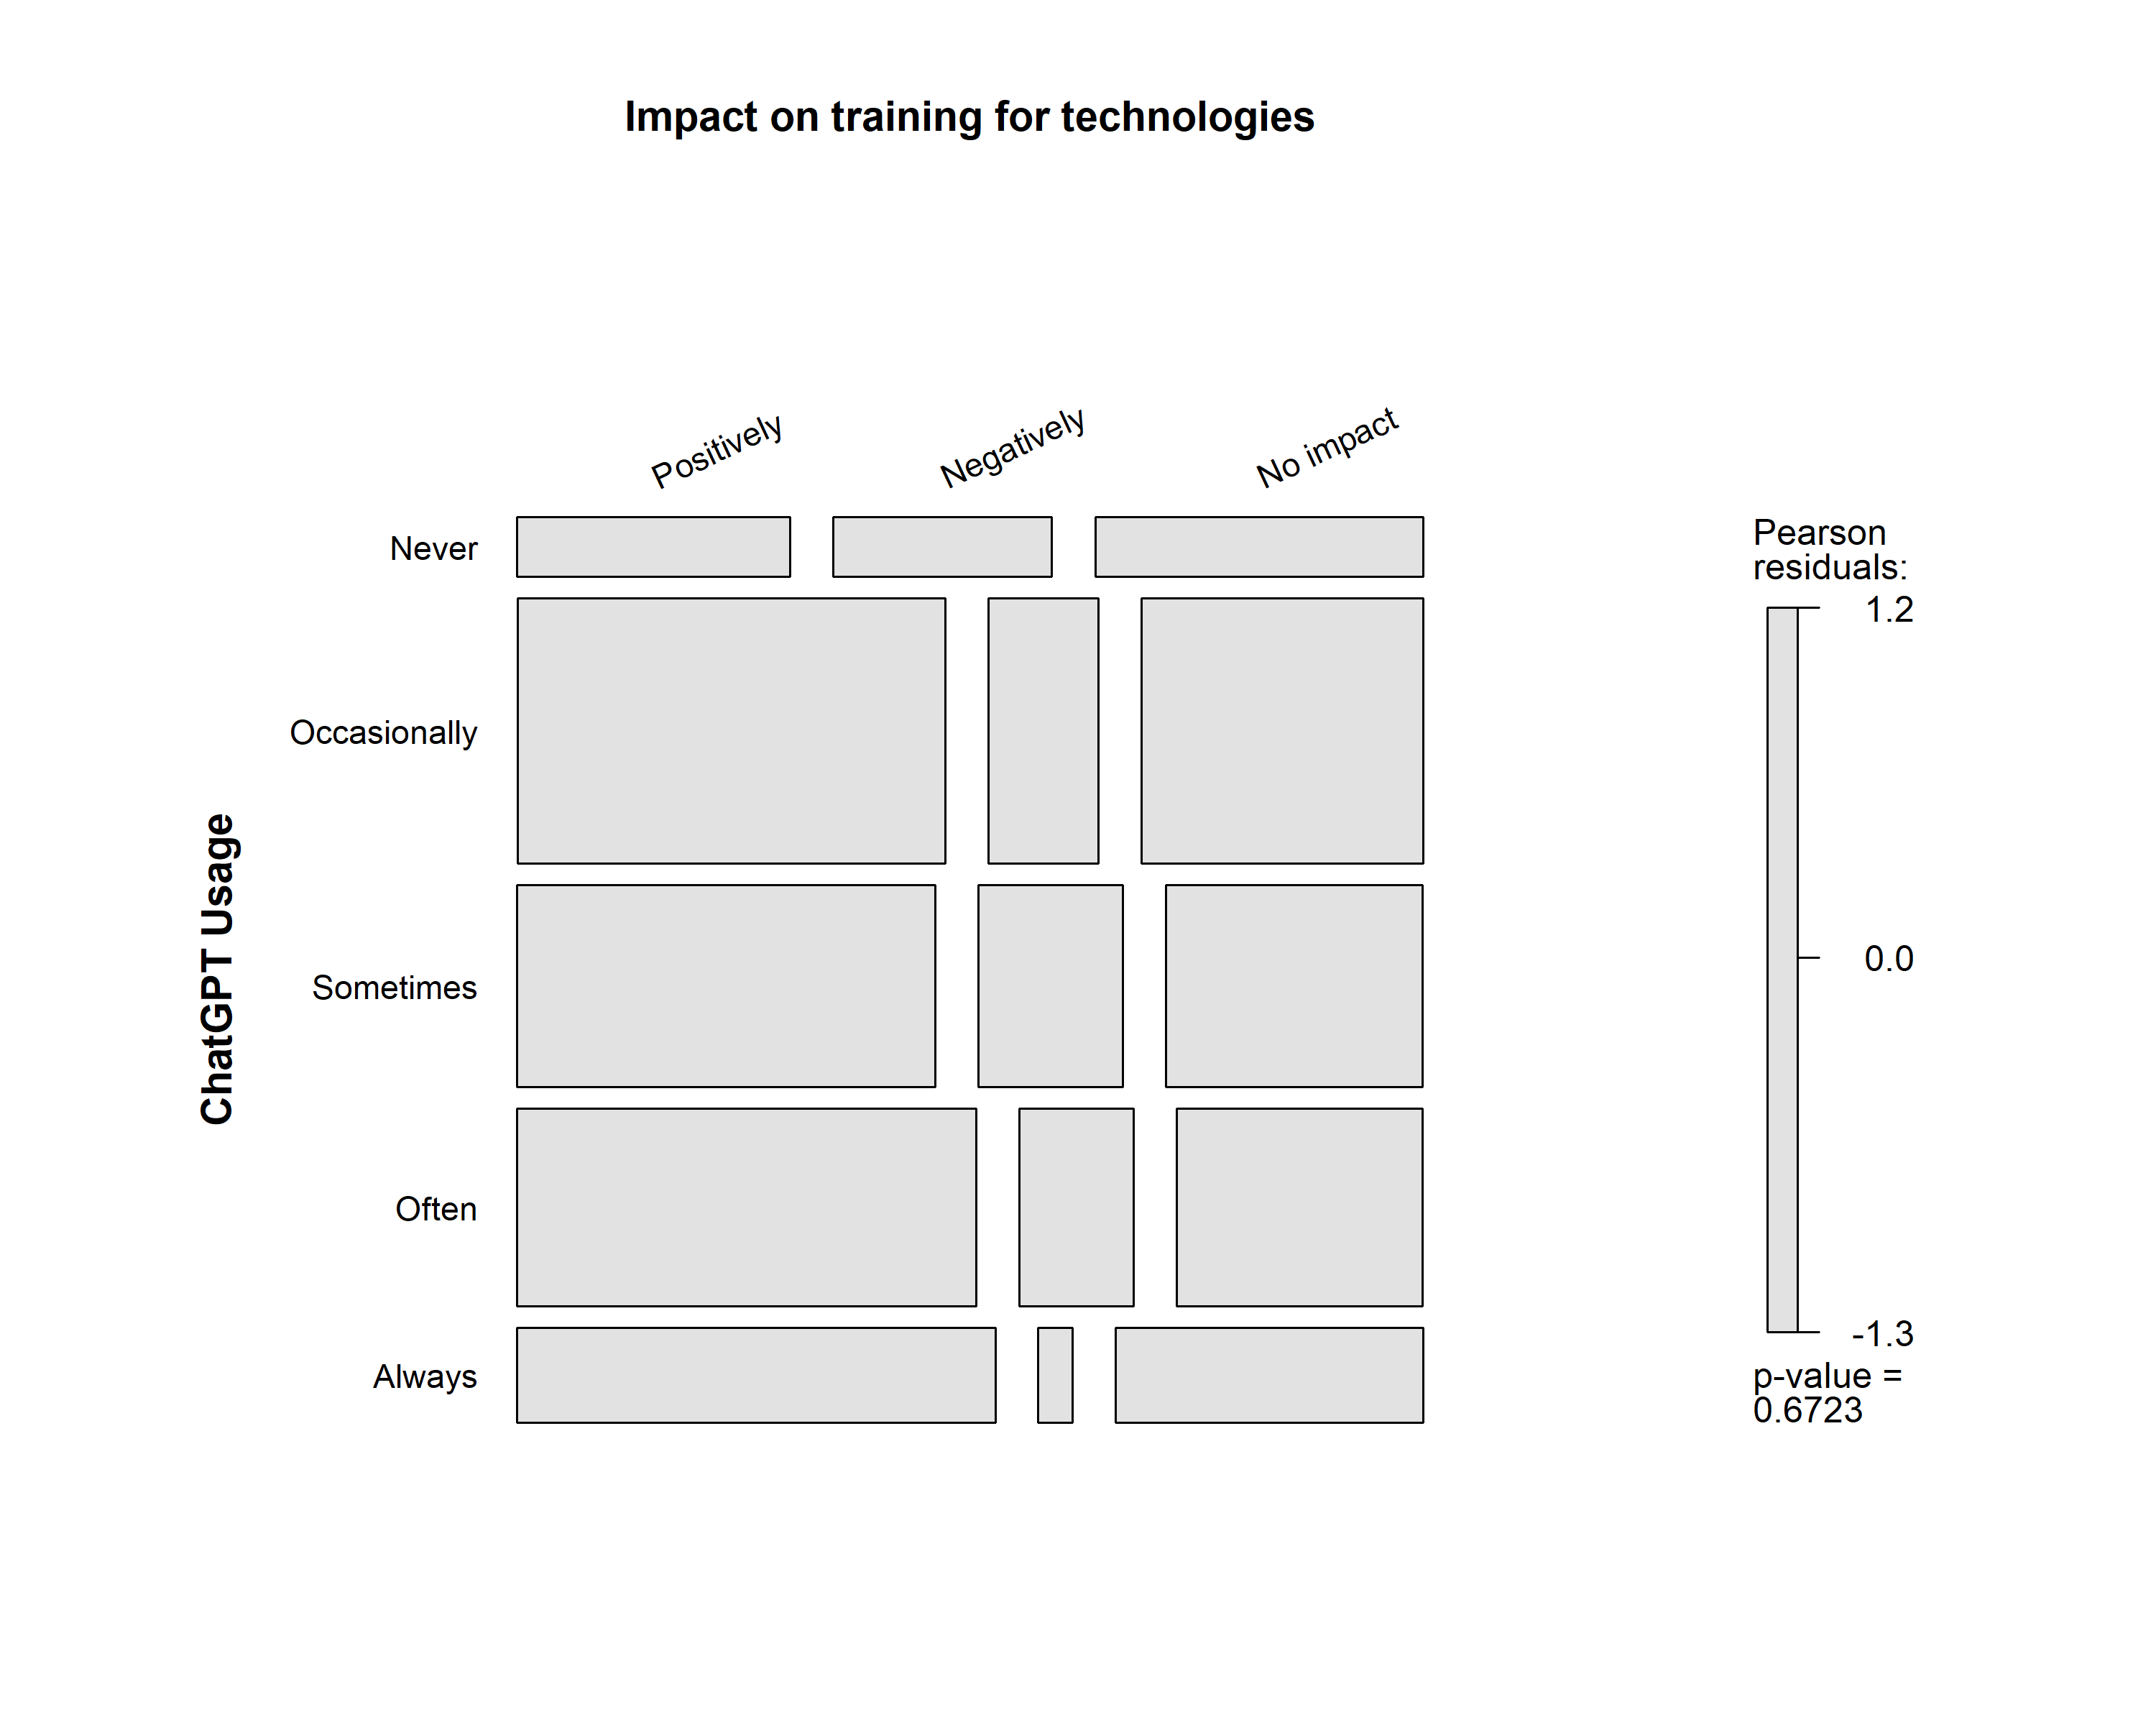 Impact on training for technologies
Positively
Negatively
No impact
ChatGPT Usage
Never
Occasionally
Sometimes
Often
Always
Pearson
residuals:
1.2
0.0
-1.3
p-value =
0.6723